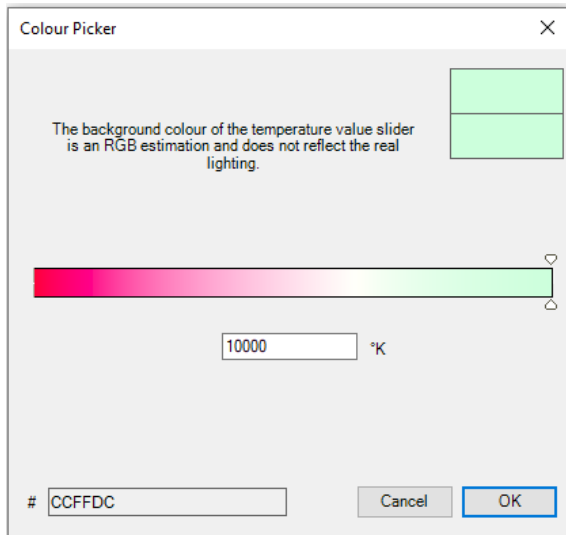 Colour Picker
The background colour of the temperature value slider
is an RGB estimation and does not reflect the real
lighting.
10000 °K
# CCFFDC
Cancel OK